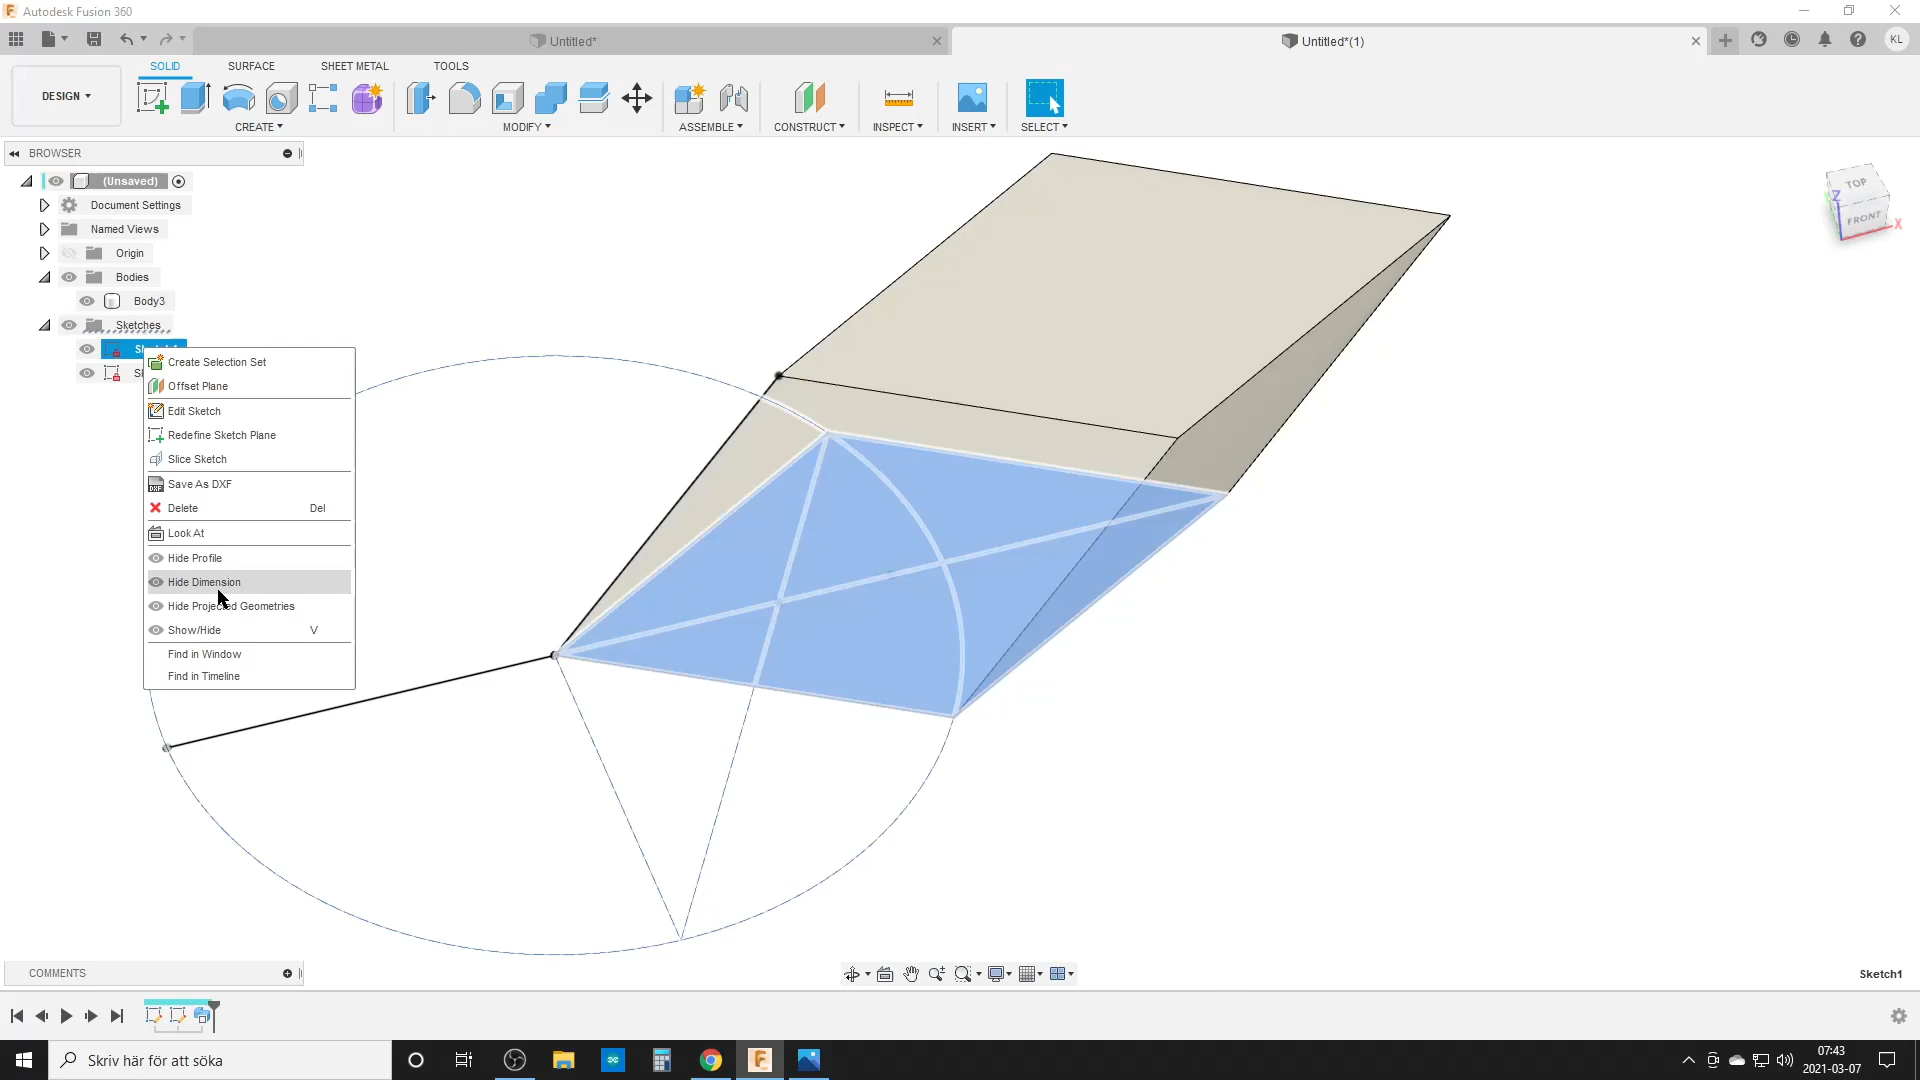 Autodesk Fusion 360
Untitled*
Untitled*(1)
KL
DESIGN
SOLID
SURFACE
SHEET METAL
TOOLS
CREATE
MODIFY
ASSEMBLE
CONSTRUCT
INSPECT
INSERT
SELECT
BROWSER
(Unsaved)
Document Settings
Named Views
Origin
Bodies
Body3
Sketches
Create Selection Set
Offset Plane
Edit Sketch
Redefine Sketch Plane
Slice Sketch
Save As DXF
Delete Del
Look At
Hide Profile
Hide Dimension
Hide Projected Geometries
Show/Hide V
Find in Window
Find in Timeline
TOP
FRONT
Z
X
COMMENTS
Sketch1
Skriv här för att söka
07:43
2021-03-07